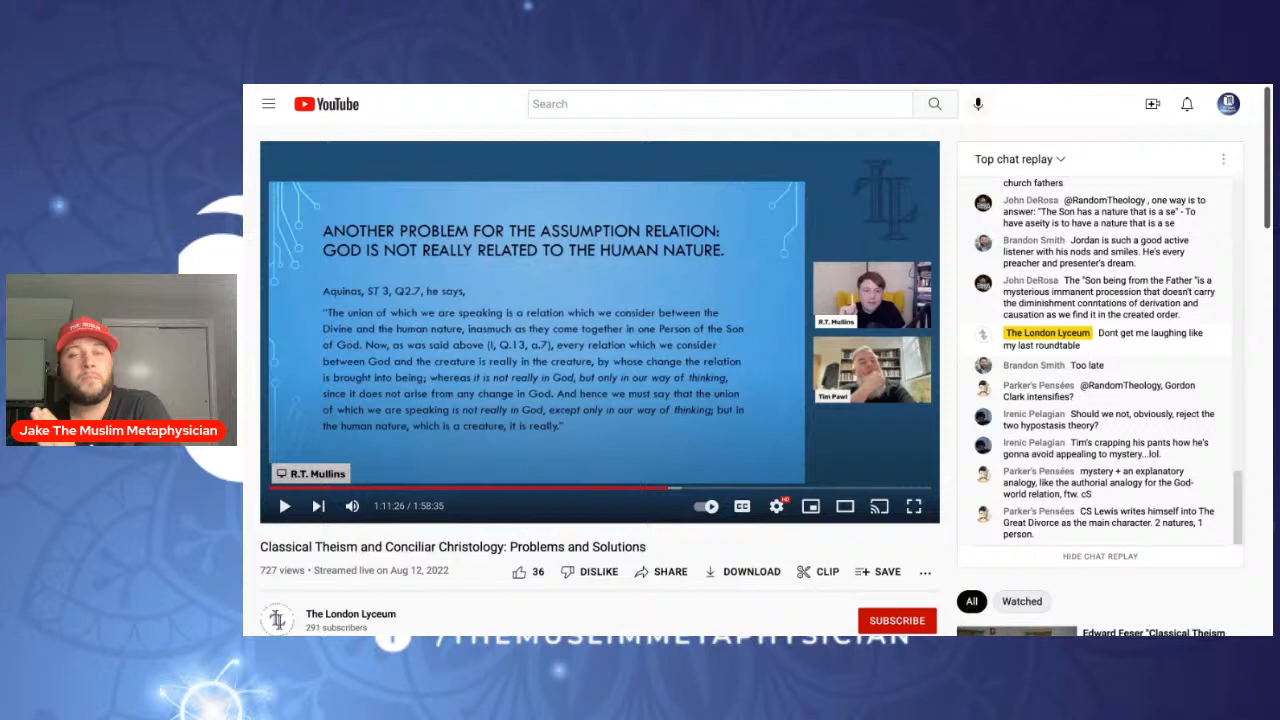 YouTube
Search
ANOTHER PROBLEM FOR THE ASSUMPTION RELATION:
GOD IS NOT REALLY RELATED TO THE HUMAN NATURE.
Aquinas, ST 3, Q2.7, he says,
"The union of which we are speaking is a relation which we consider between the
Divine and the human nature, inasmuch as they come together in one Person of the Son
of God. Now, as was said above (I, Q.13, a.7), every relation which we consider
between God and the creature is really in the creature, by whose change the relation
is brought into being; whereas it is not really in God, but only in our way of thinking,
since it does not arise from any change in God. And hence we must say that the union
of which we are speaking is not really in God, except only in our way of thinking; but in
the human nature, which is a creature, it is really."
R.T. Mullins
R.T. Mullins
Tim Pawl
1:11:26 / 1:58:35
CC
HD
Classical Theism and Conciliar Christology: Problems and Solutions
727 views • Streamed live on Aug 12, 2022
36
DISLIKE
SHARE
DOWNLOAD
CLIP
SAVE
The London Lyceum
291 subscribers
SUBSCRIBE
Top chat replay
church fathers
John DeRosa @RandomTheology , one way is to
answer: "The Son has a nature that is a se" - To
have aseity is to have a nature that is a se
Brandon Smith Jordan is such a good active
listener with his nods and smiles. He's every
preacher and presenter's dream.
John DeRosa The "Son being from the Father "is a
mysterious immanent procession that doesn't carry
the diminishment conntations of derivation and
causation as we find it in the created order.
The London Lyceum Dont get me laughing like
my last roundtable
Brandon Smith Too late
Parker's Pensées @RandomTheology, Gordon
Clark intensifies?
Irenic Pelagian Should we not, obviously, reject the
two hypostasis theory?
Irenic Pelagian Tim's crapping his pants how he's
gonna avoid appealing to mystery...lol.
Parker's Pensées mystery + an explanatory
analogy, like the authorial analogy for the God-
world relation, ftw. cS
Parker's Pensées CS Lewis writes himself into The
Great Divorce as the main character. 2 natures, 1
person.
HIDE CHAT REPLAY
All
Watched
Edward Feser "Classical Theism
Jake The Muslim Metaphysician
/THEMUSLIMMETAPHYSICIAN